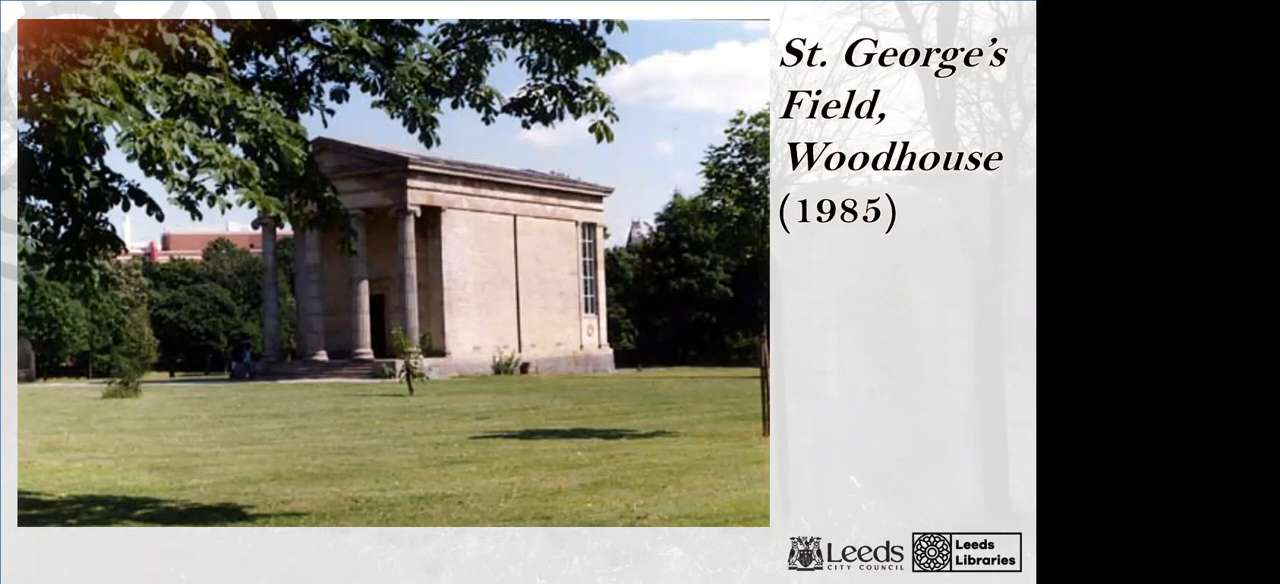 St. George’s
Field,
Woodhouse
(1985)
Leeds
CITY COUNCIL
Leeds
Libraries